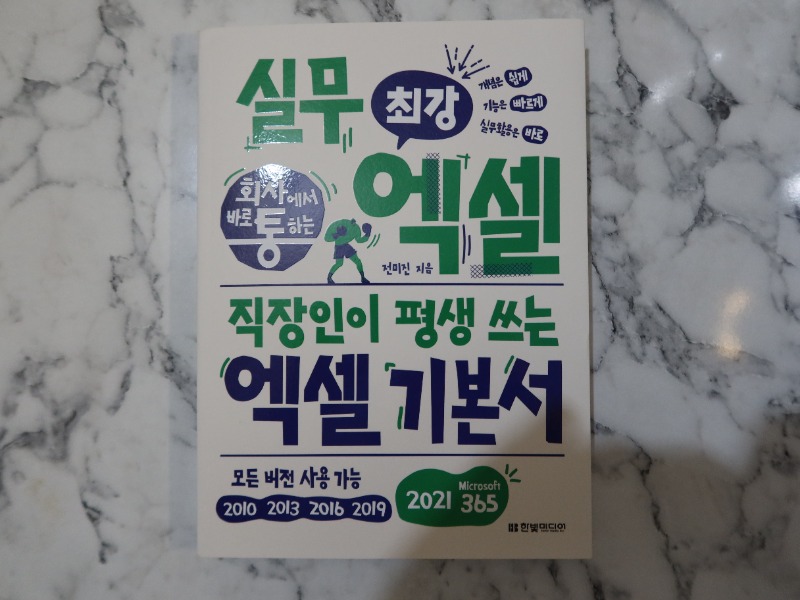 실무
최강
개념은 쉽게
기능은 빠르게
실무활용은 바로
회사에서
바로 통하는
엑셀
전미진 지음
직장인이 평생 쓰는
엑셀 기본서
모든 버전 사용 가능
2010 2013 2016 2019
2021 Microsoft 365
한빛미디어